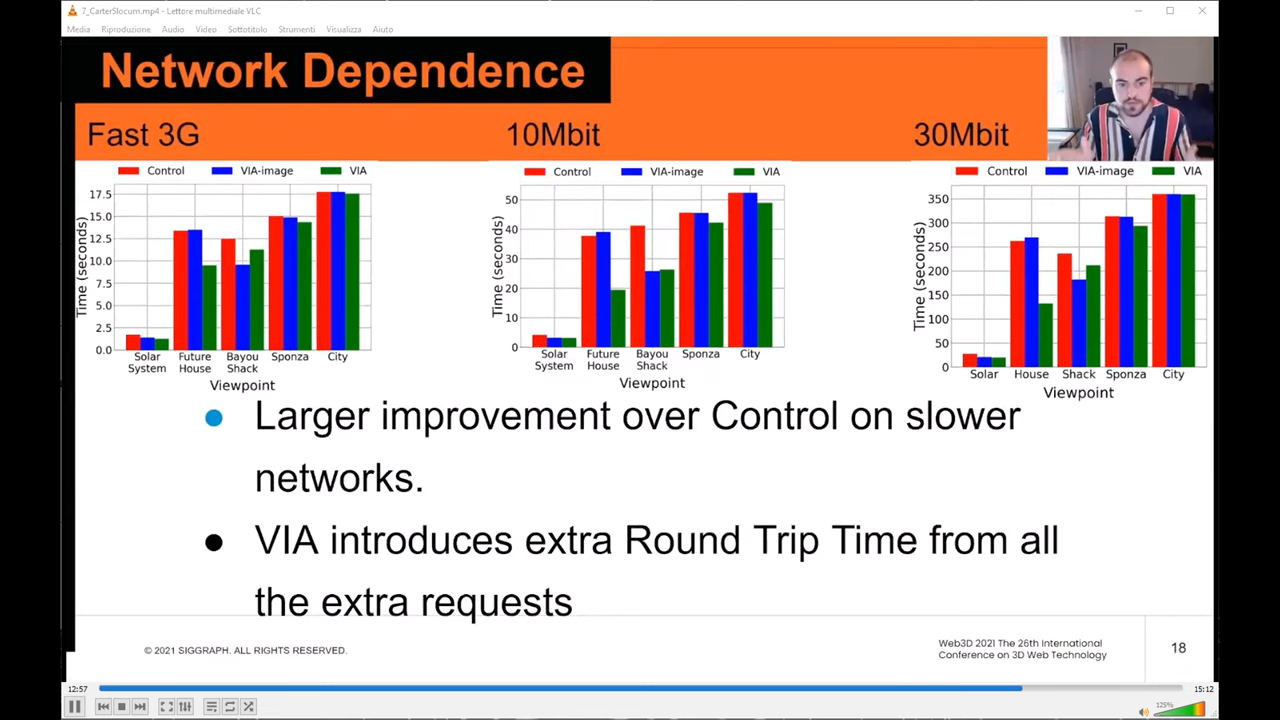 7_CarterSlocum.mp4 - Lettore multimediale VLC
Media Riproduzione Audio Video Sottotitolo Strumenti Visualizza Aiuto
Network Dependence
Fast 3G
10Mbit
30Mbit
Control VIA-image VIA
17.5
15.0
12.5
10.0
7.5
5.0
2.5
0.0
Time (seconds)
Solar System
Future House
Bayou Shack
Sponza
City
Viewpoint
Control VIA-image VIA
50
40
30
20
10
0
Time (seconds)
Solar System
Future House
Bayou Shack
Sponza
City
Viewpoint
Control VIA-image VIA
350
300
250
200
150
100
50
0
Time (seconds)
Solar
House
Shack
Sponza
City
Viewpoint
Larger improvement over Control on slower
networks.
VIA introduces extra Round Trip Time from all
the extra requests
© 2021 SIGGRAPH. ALL RIGHTS RESERVED.
Web3D 2021 The 26th International
Conference on 3D Web Technology
18
12:57
15:12
125%